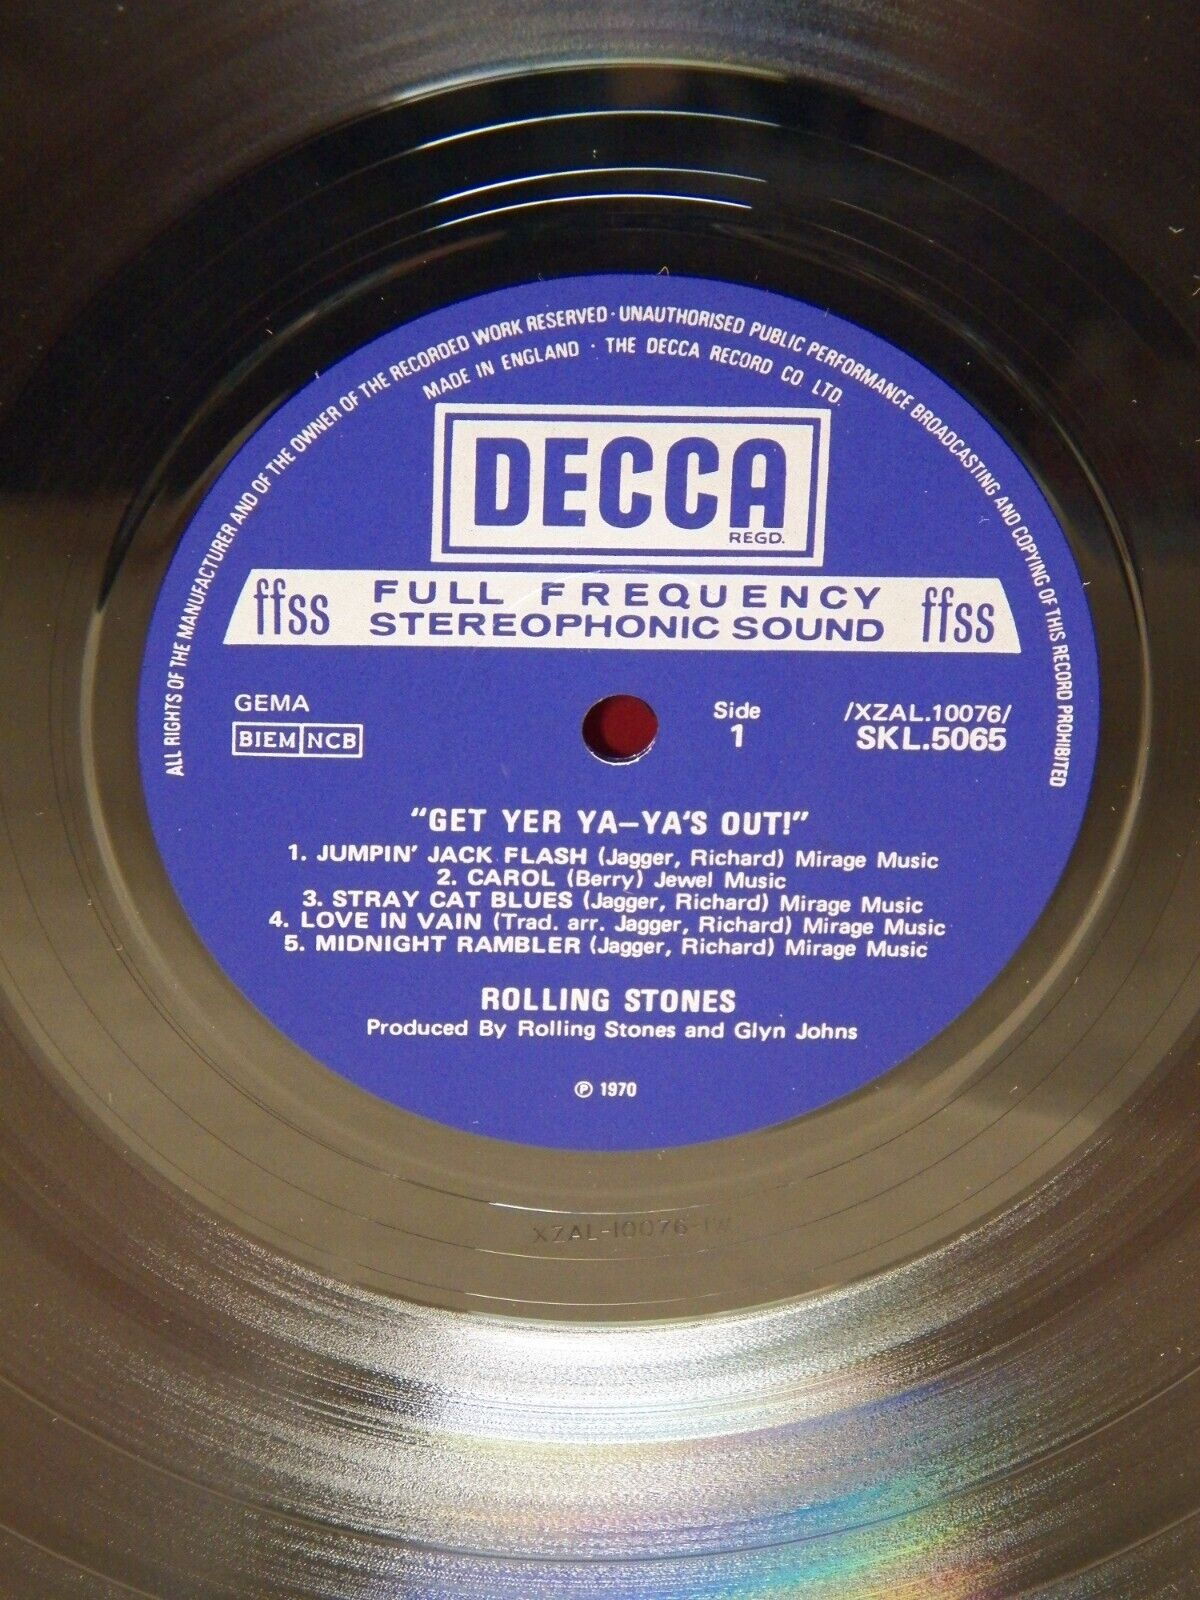 ALL RIGHTS OF THE MANUFACTURER AND OF THE OWNER OF THE RECORDED WORK RESERVED · UNAUTHORISED PUBLIC PERFORMANCE BROADCASTING AND COPYING OF THIS RECORD PROHIBITED
MADE IN ENGLAND · THE DECCA RECORD CO LTD.
DECCA
REGD.
ffss FULL FREQUENCY ffss
STEREOPHONIC SOUND
GEMA Side /XZAL.10076/
BIEM NCB 1 SKL.5065
"GET YER YA–YA'S OUT!"
1. JUMPIN' JACK FLASH (Jagger, Richard) Mirage Music
2. CAROL (Berry) Jewel Music
3. STRAY CAT BLUES (Jagger, Richard) Mirage Music
4. LOVE IN VAIN (Trad. arr. Jagger, Richard) Mirage Music
5. MIDNIGHT RAMBLER (Jagger, Richard) Mirage Music
ROLLING STONES
Produced By Rolling Stones and Glyn Johns
℗ 1970
XZAL-10076-1W